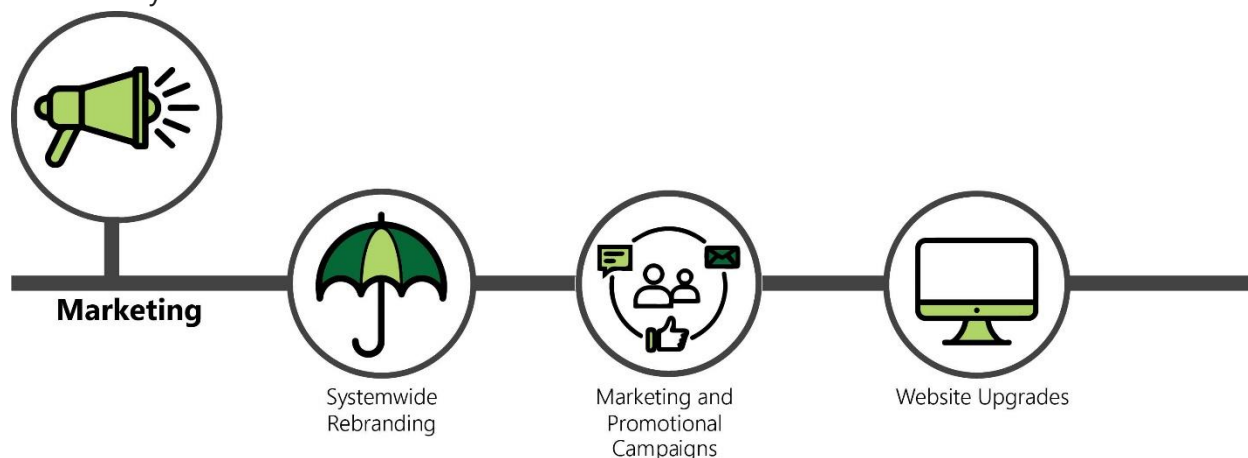 Marketing
Systemwide
Rebranding
Marketing and
Promotional
Campaigns
Website Upgrades